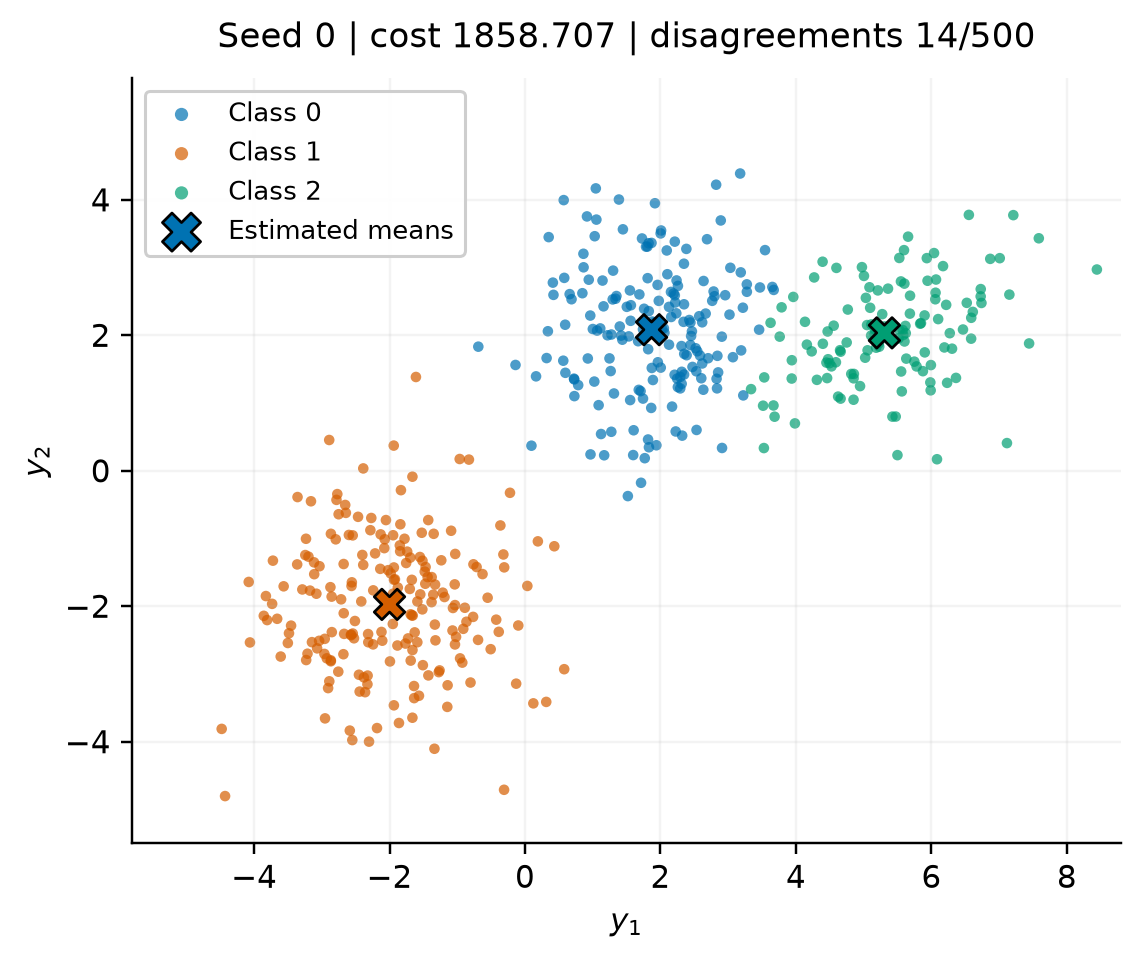 Seed 0 | cost 1858.707 | disagreements 14/500
Class 0
Class 1
Class 2
Estimated means
4
2
0
−2
−4
y₂
−4
−2
0
2
4
6
8
y₁